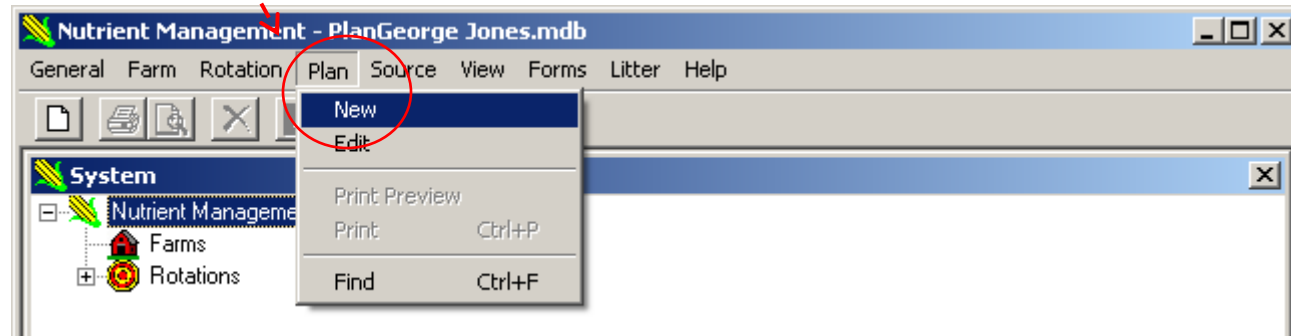 Nutrient Management - PlanGeorge Jones.mdb
General Farm Rotation Plan Source View Forms Litter Help
New
Edit
System
Print Preview
Nutrient Manageme
Print Ctrl+P
Farms
Rotations
Find Ctrl+F